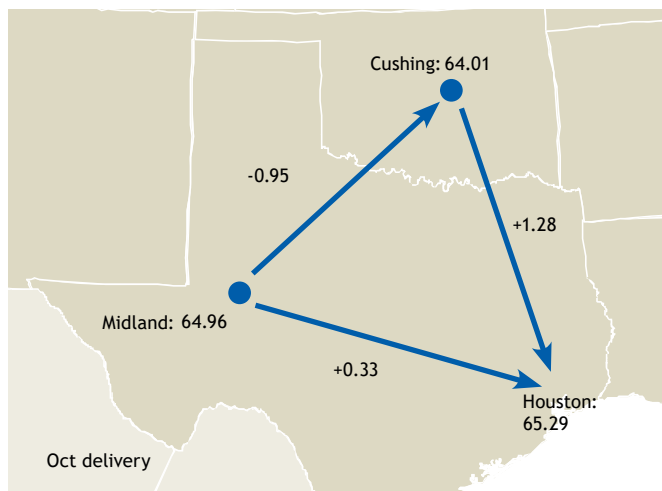 Cushing: 64.01
-0.95
+1.28
Midland: 64.96
+0.33
Houston:
65.29
Oct delivery